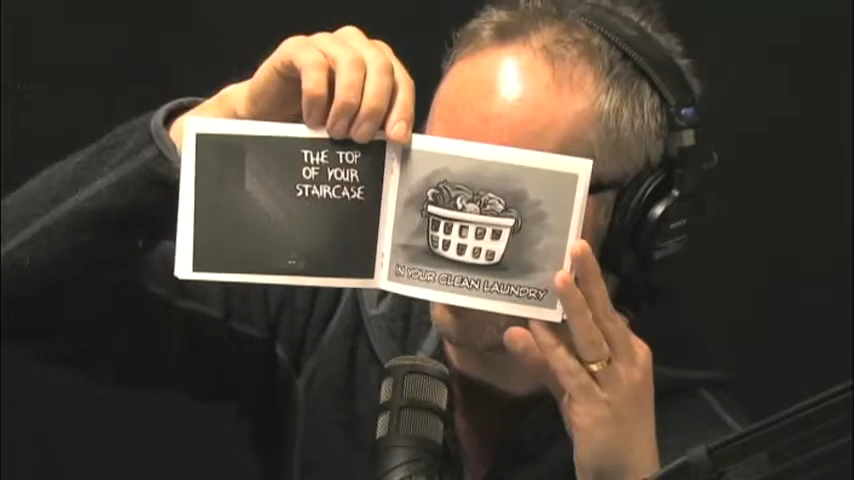 THE TOP
OF YOUR
STAIRCASE
IN YOUR CLEAN LAUNDRY